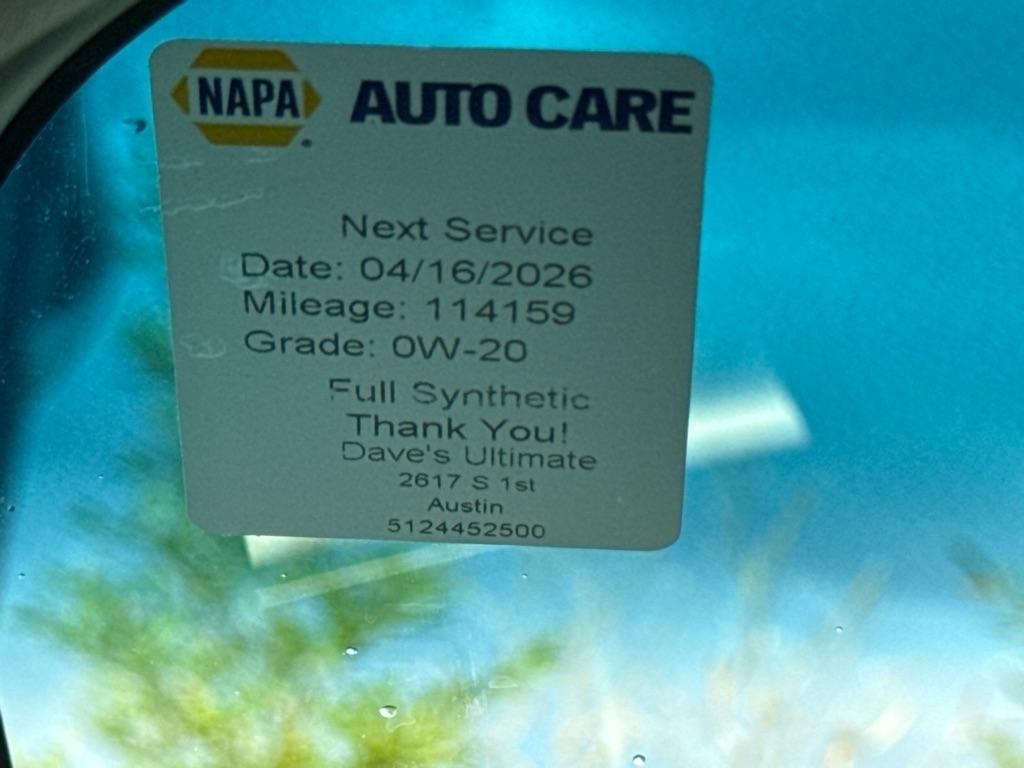 NAPA AUTO CARE
Next Service
Date: 04/16/2026
Mileage: 114159
Grade: 0W-20
Full Synthetic
Thank You!
Dave's Ultimate
2617 S 1st
Austin
5124452500